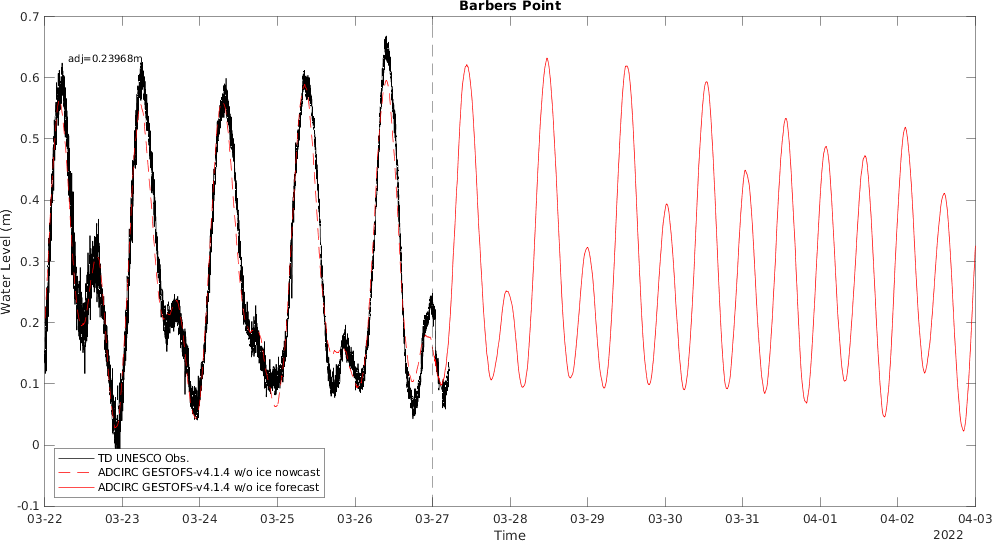 Barbers Point
adj=0.23968m
Water Level (m)
0.7
0.6
0.5
0.4
0.3
0.2
0.1
0
-0.1
TD UNESCO Obs.
ADCIRC GESTOFS-v4.1.4 w/o ice nowcast
ADCIRC GESTOFS-v4.1.4 w/o ice forecast
03-22 03-23 03-24 03-25 03-26 03-27 03-28 03-29 03-30 03-31 04-01 04-02 04-03
Time
2022